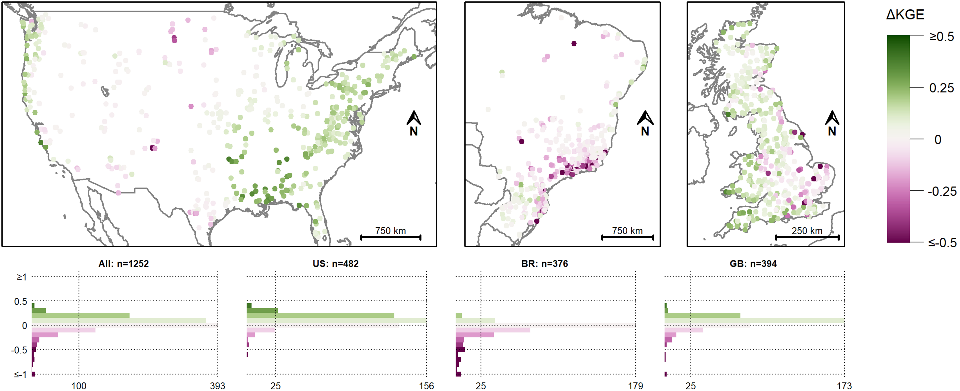 ΔKGE
≥0.5
0.25
0
-0.25
≤-0.5
N
750 km
N
750 km
N
250 km
All: n=1252
US: n=482
BR: n=376
GB: n=394
≥1
0.5
0
-0.5
≤-1
100
393
25
156
25
179
25
173